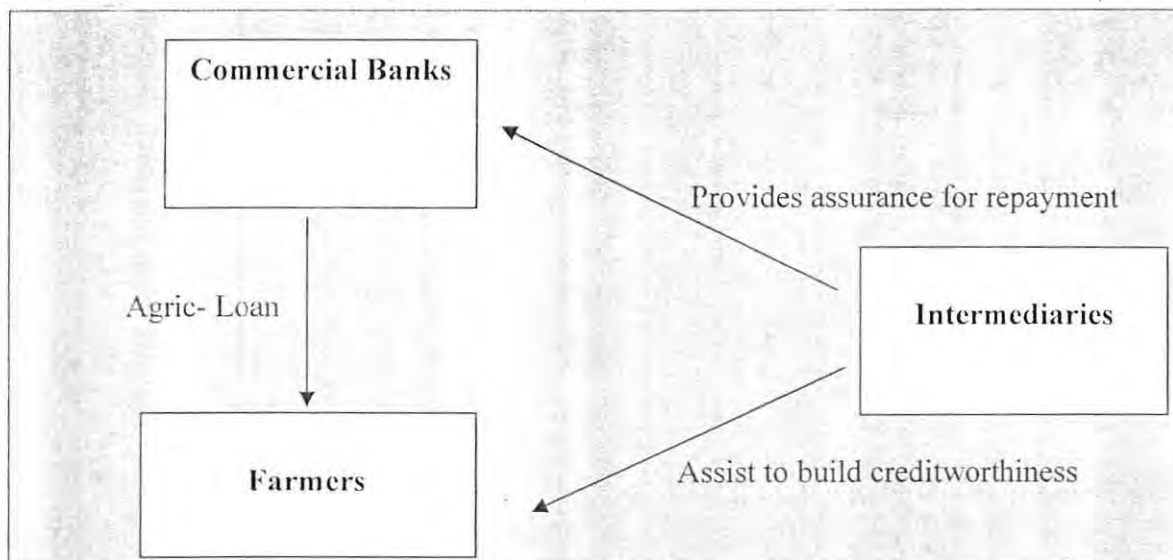 Commercial Banks
Provides assurance for repayment
Agric- Loan
Intermediaries
Farmers
Assist to build creditworthiness